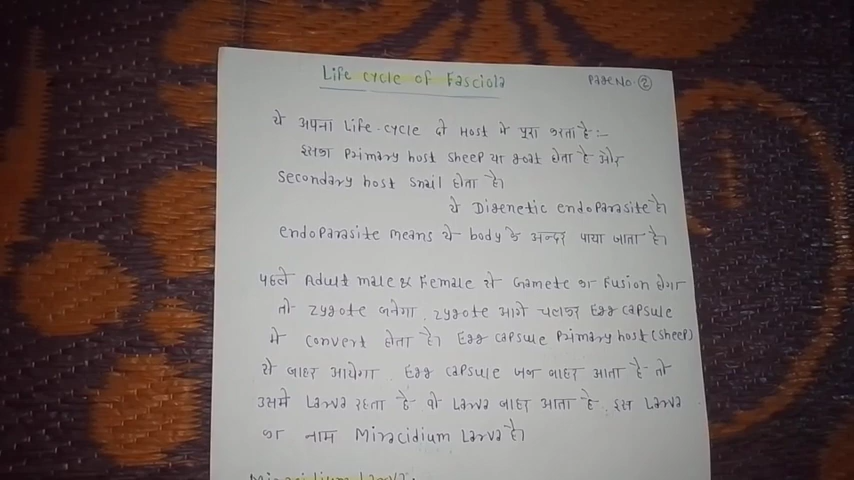 Life cycle of Fasciola
Page No. 2
ये अपना Life-cycle दो Host मे पुरा करता है:-
इसका Primary host sheep या goat होता है और
Secondary host snail होता है।
ये Digenetic endoparasite है।
endoparasite means ये body के अन्दर पाया जाता है।
पहले Adult male & Female से Gamete का Fusion होगा
तो zygote बनेगा. zygote आगे चलकर Egg capsule
मे convert होता है। Egg capsule Primary host (sheep)
से बाहर आयेगा. Egg capsule जब बाहर आता है तो
उसमे Larva रहता है वो Larva बाहर आता है. इस Larva
का नाम Miracidium Larva है।
Miracidium Larva: